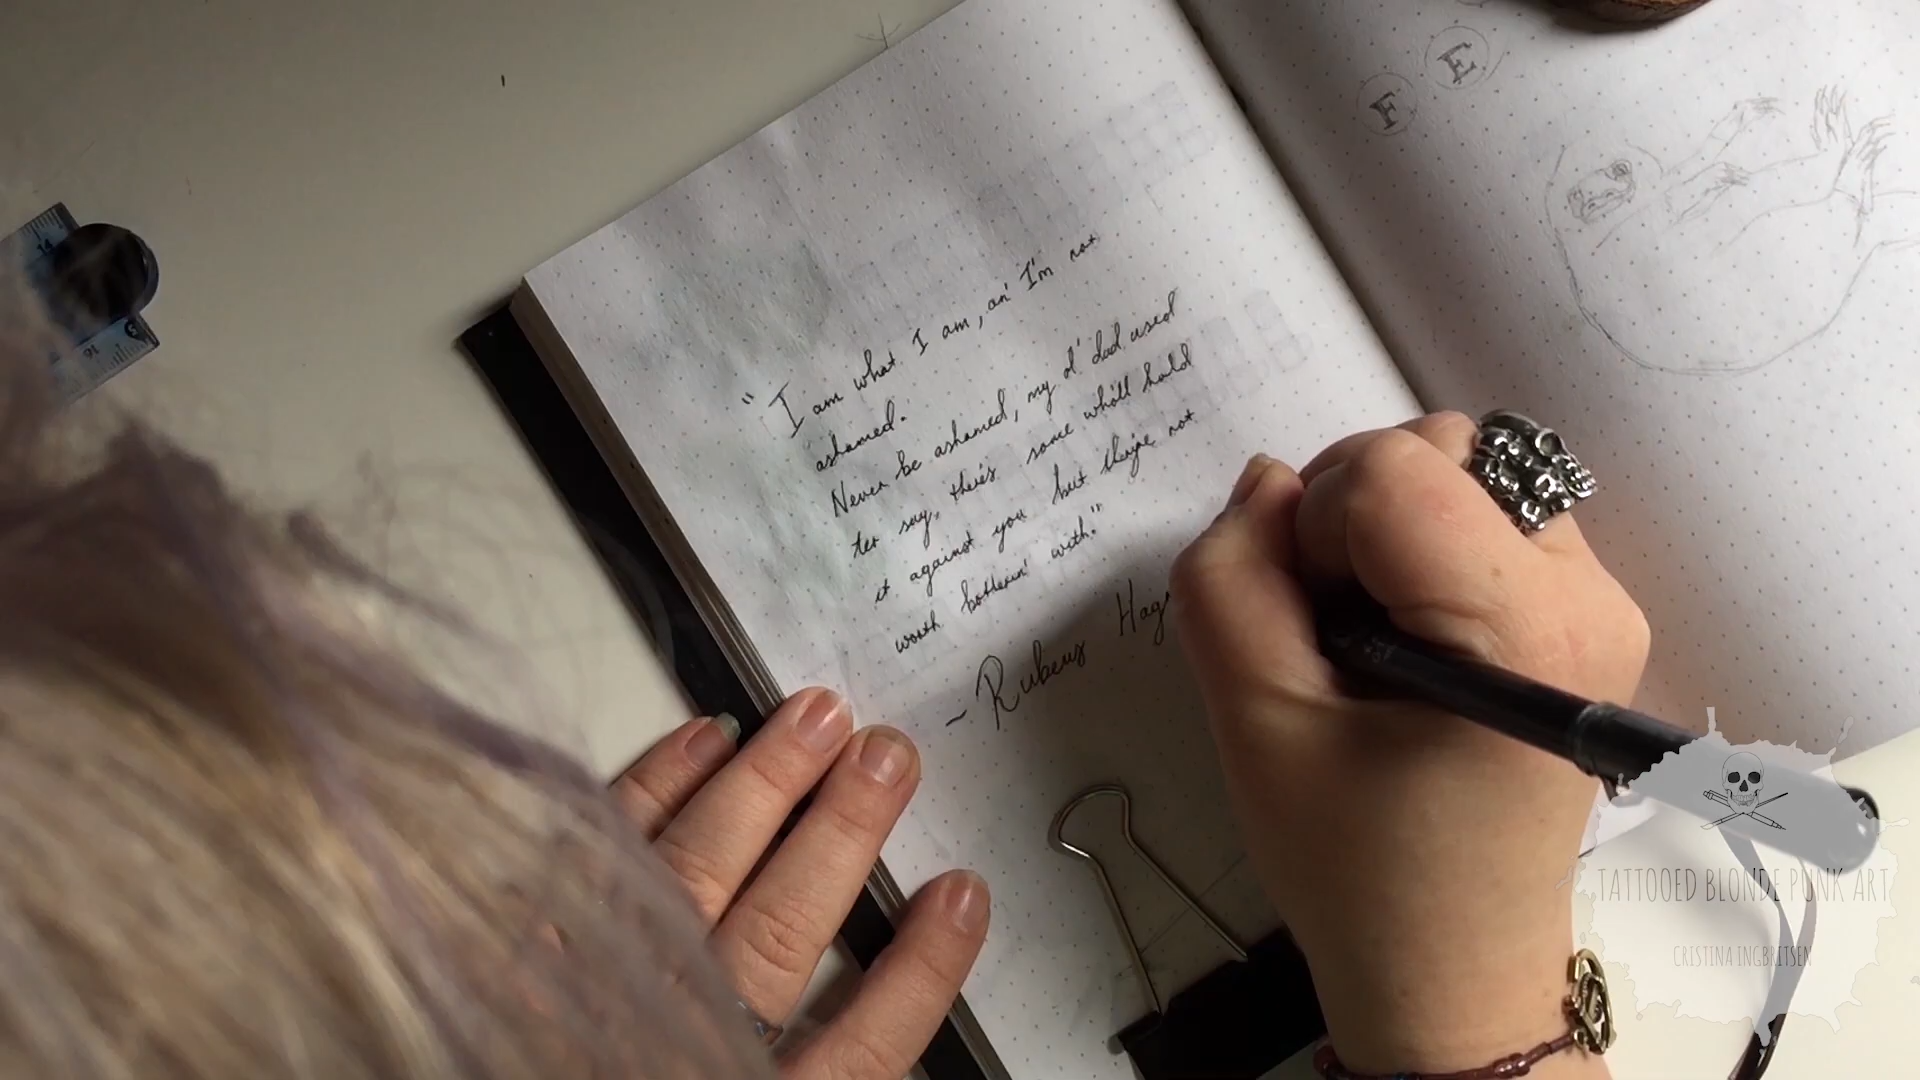 "I am what I am, an' I'm not
ashamed.
Never be ashamed, my ol' dad used
ter say, there's some who'll hold
it against you but they're not
worth botherin' with."
~ Rubeus Hag
F E
14
16
TATTOOED BLONDE PUNK ART
CRISTINA INGBRITSEN